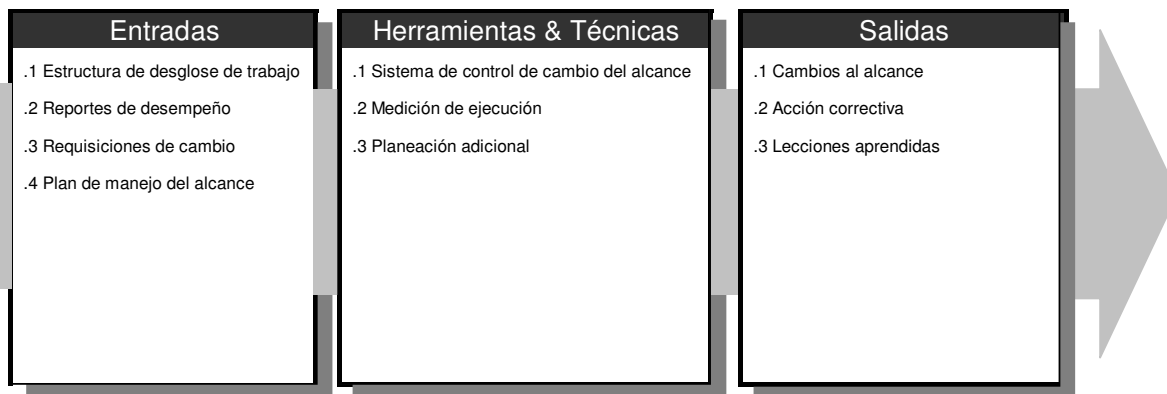 Entradas
.1 Estructura de desglose de trabajo
.2 Reportes de desempeño
.3 Requisiciones de cambio
.4 Plan de manejo del alcance
Herramientas & Técnicas
.1 Sistema de control de cambio del alcance
.2 Medición de ejecución
.3 Planeación adicional
Salidas
.1 Cambios al alcance
.2 Acción correctiva
.3 Lecciones aprendidas